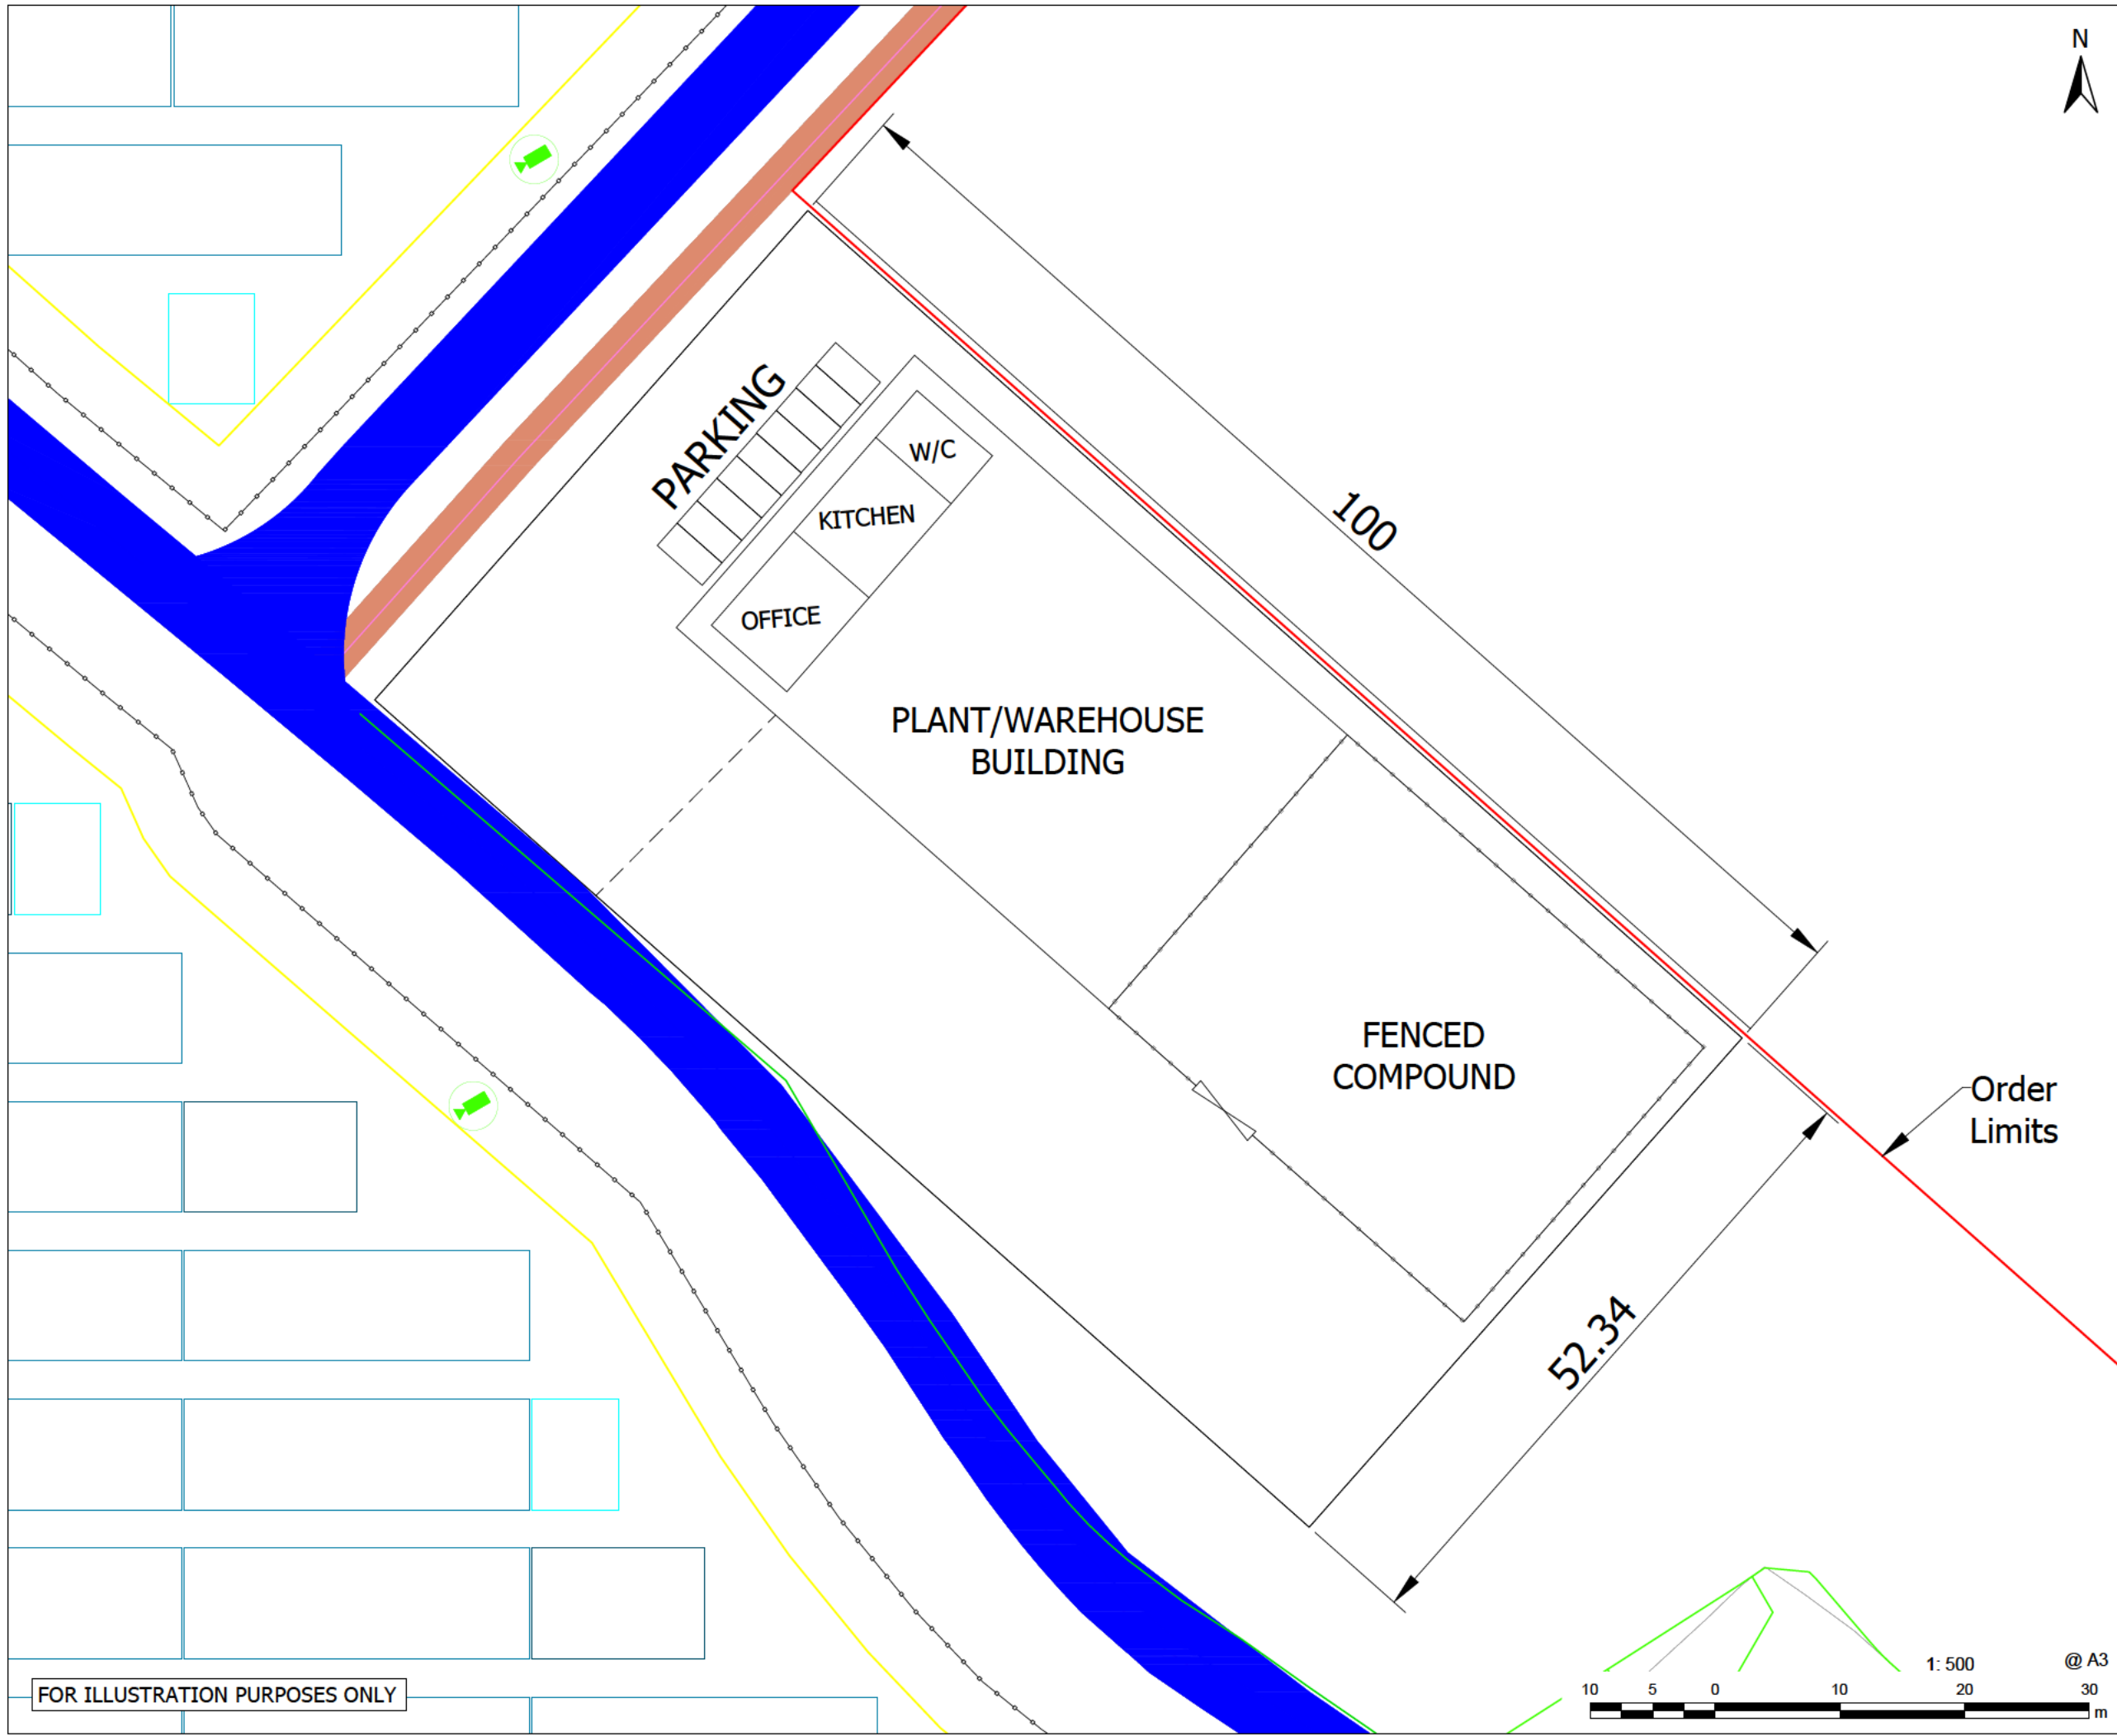 N
PARKING
W/C
KITCHEN
OFFICE
100
PLANT/WAREHOUSE
BUILDING
FENCED
COMPOUND
Order
Limits
52.34
FOR ILLUSTRATION PURPOSES ONLY
1: 500 @ A3
10 5 0 10 20 30
m